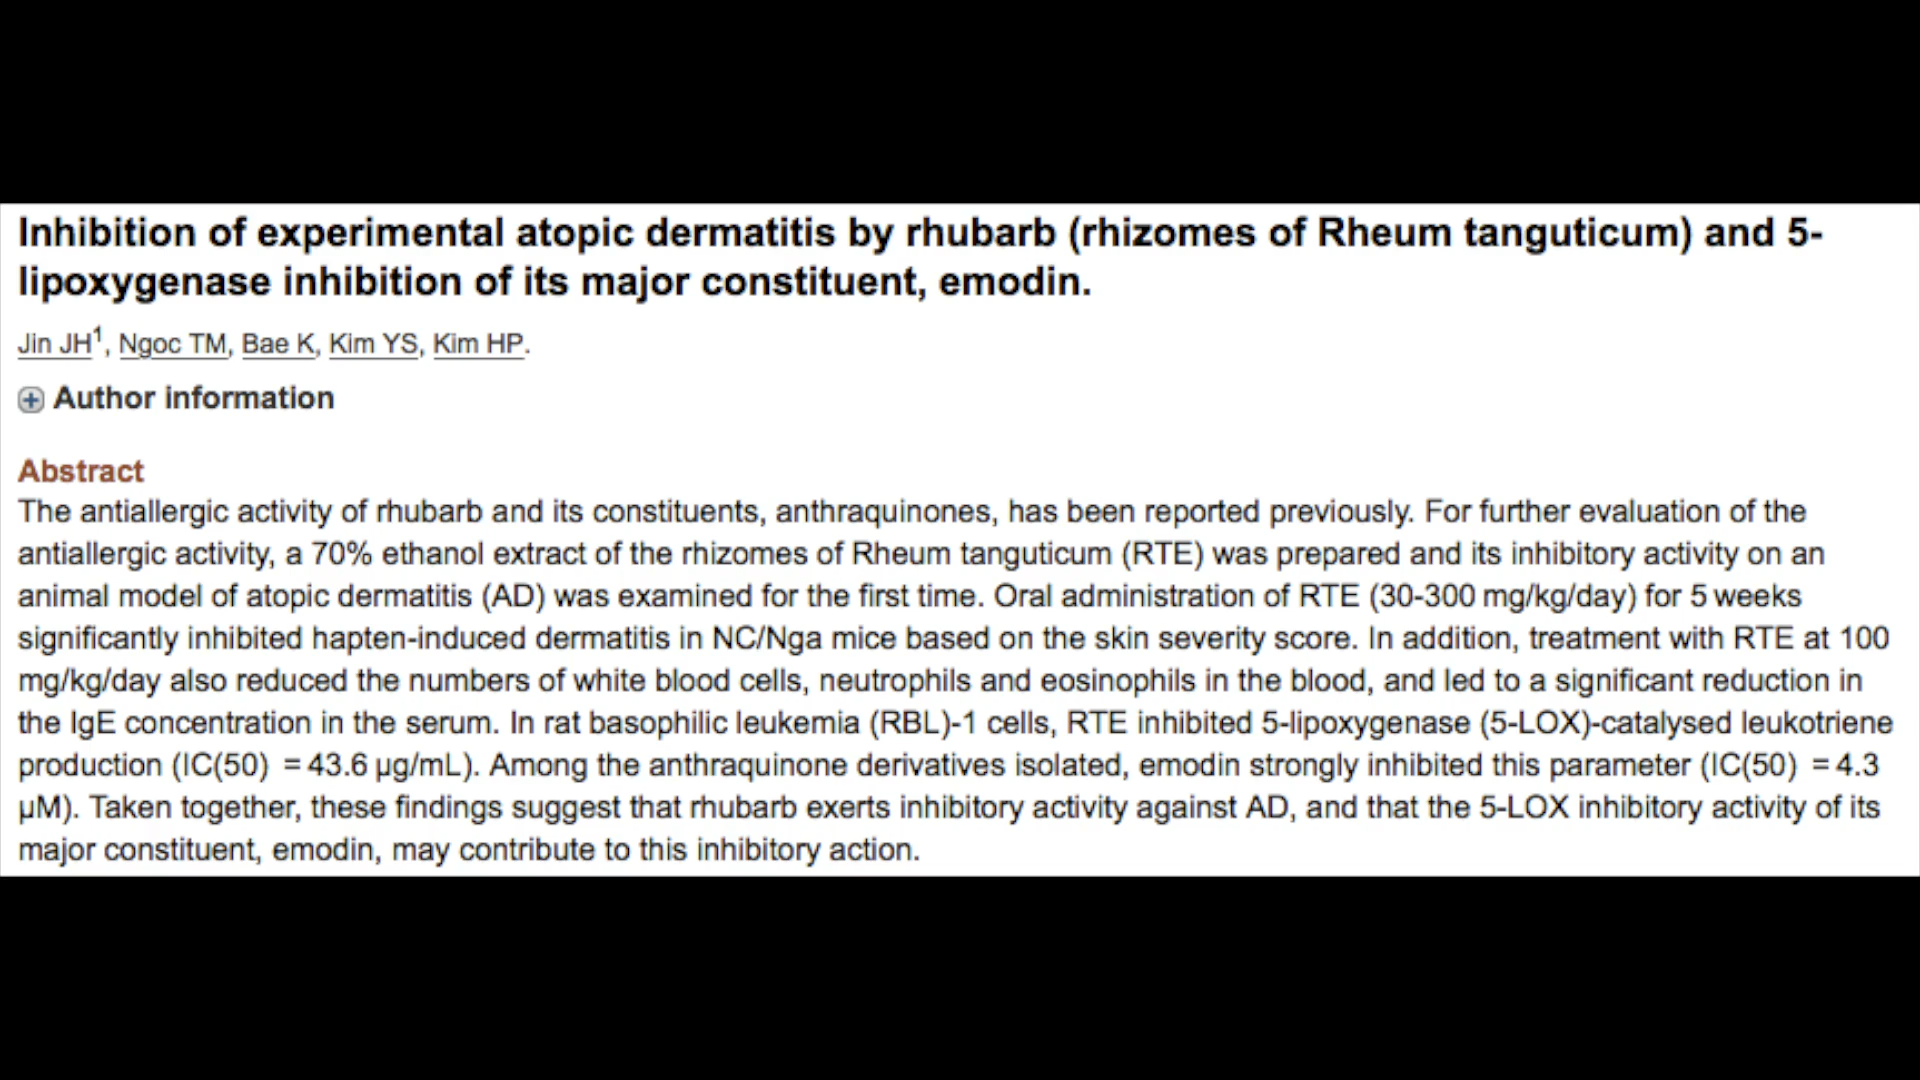 Inhibition of experimental atopic dermatitis by rhubarb (rhizomes of Rheum tanguticum) and 5-
lipoxygenase inhibition of its major constituent, emodin.
Jin JH1, Ngoc TM, Bae K, Kim YS, Kim HP.
Author information
Abstract
The antiallergic activity of rhubarb and its constituents, anthraquinones, has been reported previously. For further evaluation of the
antiallergic activity, a 70% ethanol extract of the rhizomes of Rheum tanguticum (RTE) was prepared and its inhibitory activity on an
animal model of atopic dermatitis (AD) was examined for the first time. Oral administration of RTE (30-300 mg/kg/day) for 5 weeks
significantly inhibited hapten-induced dermatitis in NC/Nga mice based on the skin severity score. In addition, treatment with RTE at 100
mg/kg/day also reduced the numbers of white blood cells, neutrophils and eosinophils in the blood, and led to a significant reduction in
the IgE concentration in the serum. In rat basophilic leukemia (RBL)-1 cells, RTE inhibited 5-lipoxygenase (5-LOX)-catalysed leukotriene
production (IC(50) = 43.6 µg/mL). Among the anthraquinone derivatives isolated, emodin strongly inhibited this parameter (IC(50) = 4.3
µM). Taken together, these findings suggest that rhubarb exerts inhibitory activity against AD, and that the 5-LOX inhibitory activity of its
major constituent, emodin, may contribute to this inhibitory action.